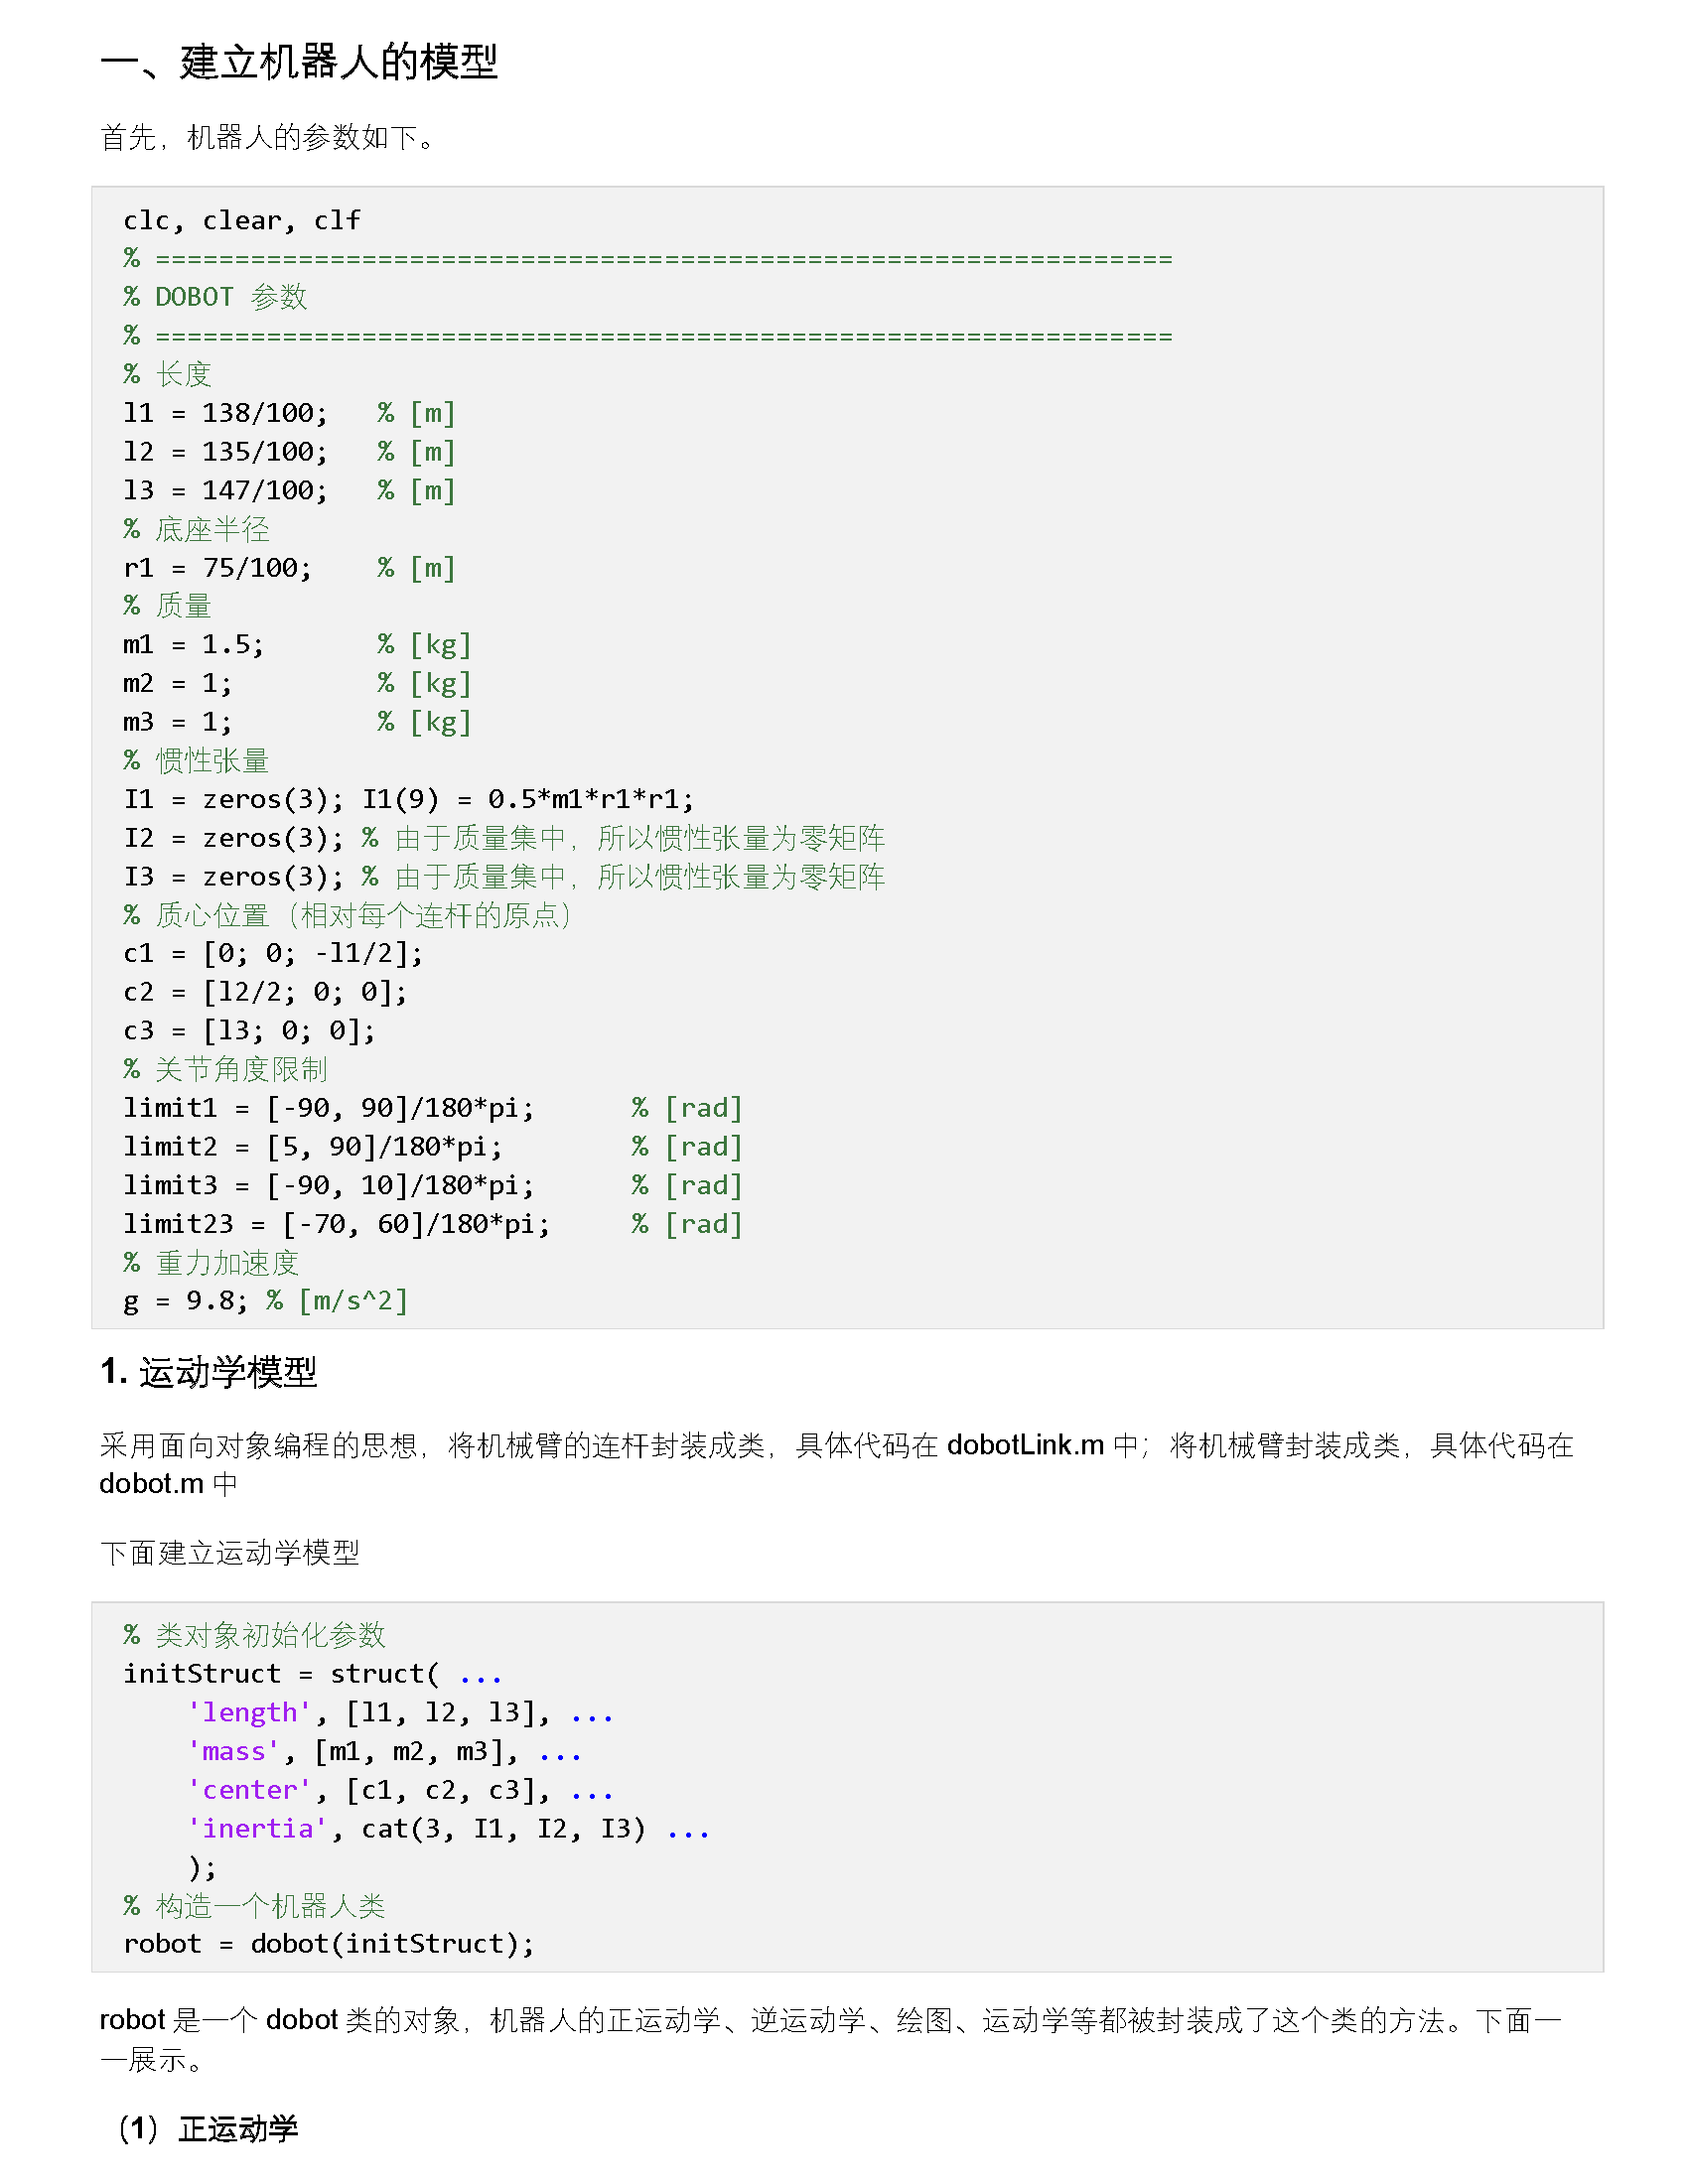 一、建立机器人的模型
首先，机器人的参数如下。
clc, clear, clf
% ================================================================
% DOBOT 参数
% ================================================================
% 长度
l1 = 138/100;   % [m]
l2 = 135/100;   % [m]
l3 = 147/100;   % [m]
% 底座半径
r1 = 75/100;    % [m]
% 质量
m1 = 1.5;       % [kg]
m2 = 1;         % [kg]
m3 = 1;         % [kg]
% 惯性张量
I1 = zeros(3); I1(9) = 0.5*m1*r1*r1;
I2 = zeros(3); % 由于质量集中，所以惯性张量为零矩阵
I3 = zeros(3); % 由于质量集中，所以惯性张量为零矩阵
% 质心位置（相对每个连杆的原点）
c1 = [0; 0; -l1/2];
c2 = [l2/2; 0; 0];
c3 = [l3; 0; 0];
% 关节角度限制
limit1 = [-90, 90]/180*pi;      % [rad]
limit2 = [5, 90]/180*pi;        % [rad]
limit3 = [-90, 10]/180*pi;      % [rad]
limit23 = [-70, 60]/180*pi;     % [rad]
% 重力加速度
g = 9.8; % [m/s^2]
1. 运动学模型
采用面向对象编程的思想，将机械臂的连杆封装成类，具体代码在 dobotLink.m 中；将机械臂封装成类，具体代码在
dobot.m 中
下面建立运动学模型
% 类对象初始化参数
initStruct = struct( ...
    'length', [l1, l2, l3], ...
    'mass', [m1, m2, m3], ...
    'center', [c1, c2, c3], ...
    'inertia', cat(3, I1, I2, I3) ...
    );
% 构造一个机器人类
robot = dobot(initStruct);
robot 是一个 dobot 类的对象，机器人的正运动学、逆运动学、绘图、运动学等都被封装成了这个类的方法。下面一
一展示。
（1）正运动学